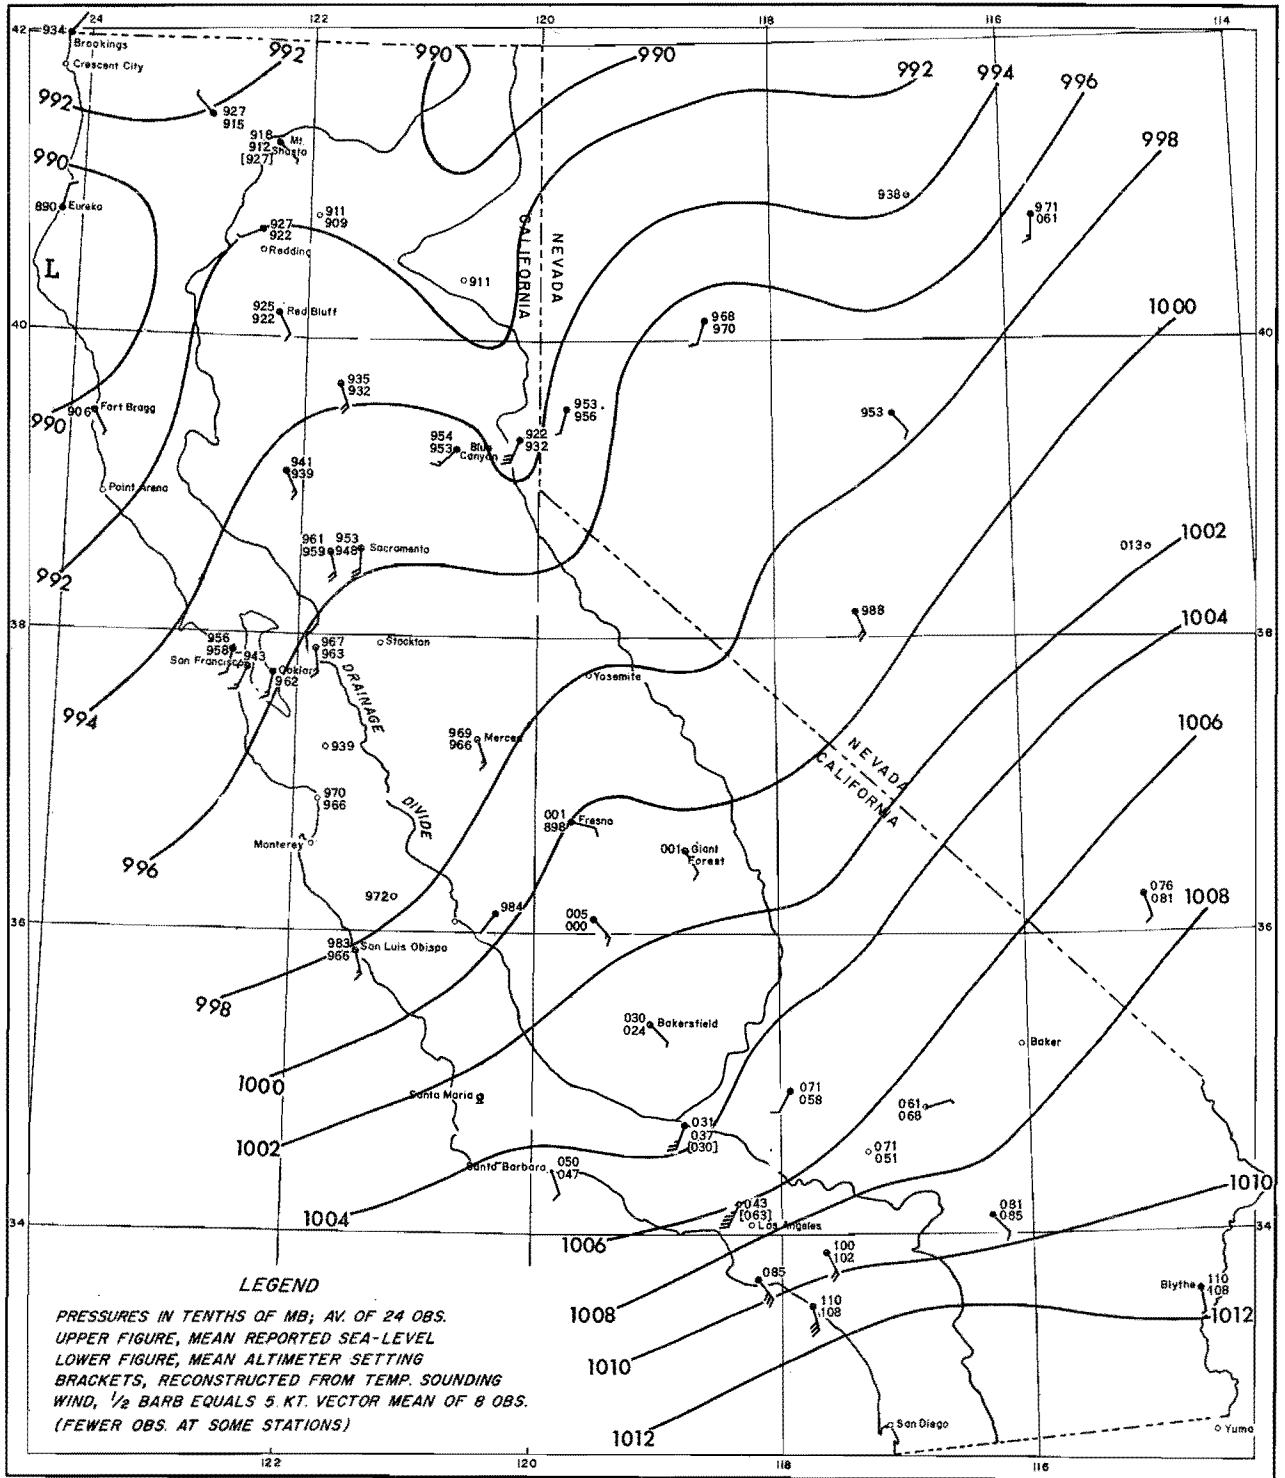 24
122
120
118
116
114
42
934
Brookings
Crescent City
992
990
990
992
994
996
998
992
927
915
918
912
[927]
Mt.
Shasta
990
890
Eureka
938
971
061
911
909
927
922
Redding
L
CALIFORNIA
NEVADA
911
925
922
Red Bluff
1000
968
970
40
40
935
932
906
Fort Bragg
990
953
956
953
954
953
Blue
Canyon
922
932
941
939
Point Arena
961
959
953
948
Sacramento
1002
013
992
988
1004
38
38
956
958
San Francisco
943
Oakland
962
967
963
Stockton
DRAINAGE
Yosemite
994
939
969
966
Merced
NEVADA
CALIFORNIA
1006
970
966
DIVIDE
Monterey
001
898
Fresno
001
Giant
Forest
996
972
984
005
000
076
081
1008
36
36
983
966
San Luis Obispo
998
030
024
Bakersfield
Baker
1000
Santa Maria
071
058
061
068
031
037
[030]
071
051
1002
Santa Barbara
050
047
1010
1004
34
34
043
[063]
Los Angeles
081
085
1006
100
102
085
110
108
Blythe
110
108
1008
1012
1010
1012
San Diego
Yuma
LEGEND
PRESSURES IN TENTHS OF MB; AV. OF 24 OBS.
UPPER FIGURE, MEAN REPORTED SEA-LEVEL
LOWER FIGURE, MEAN ALTIMETER SETTING
BRACKETS, RECONSTRUCTED FROM TEMP. SOUNDING
WIND, 1/2 BARB EQUALS 5 KT. VECTOR MEAN OF 8 OBS.
(FEWER OBS. AT SOME STATIONS)
122
120
118
116